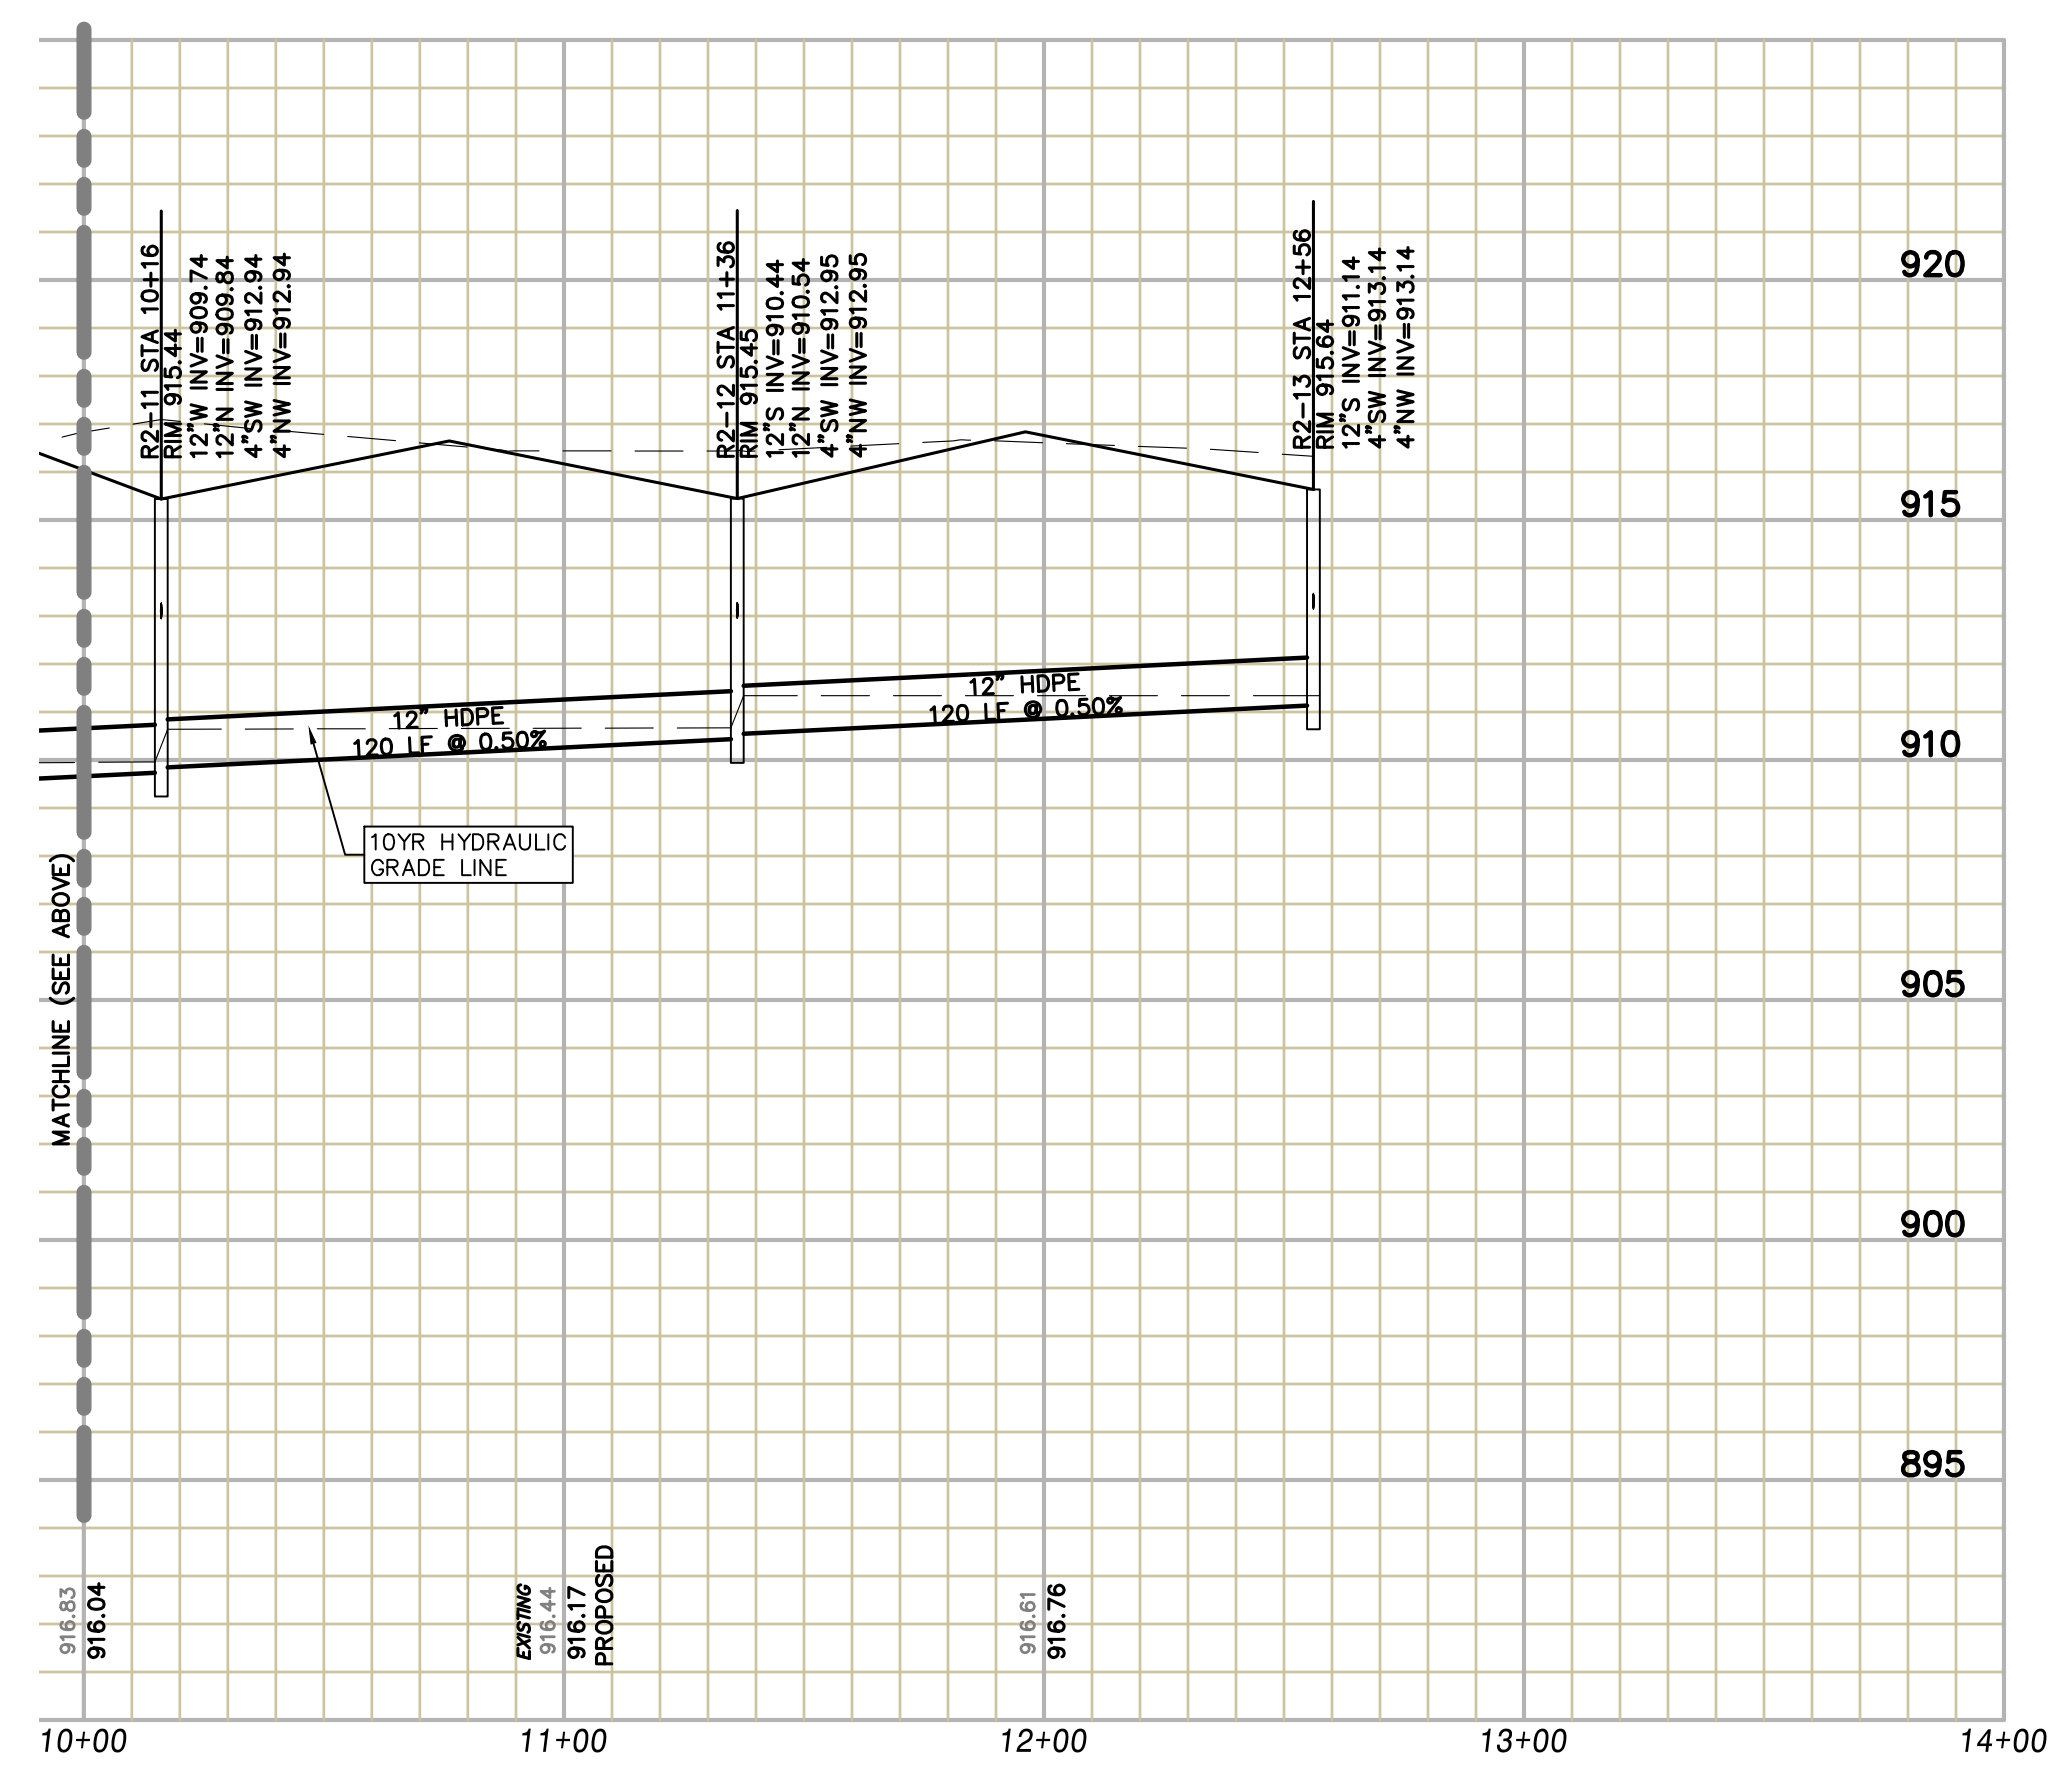 R2-11 STA 10+16
RIM 915.44
12"W INV=909.74
12"N INV=909.84
4"SW INV=912.94
4"NW INV=912.94
R2-12 STA 11+36
RIM 915.45
12"S INV=910.44
12"N INV=910.54
4"SW INV=912.95
4"NW INV=912.95
R2-13 STA 12+56
RIM 915.64
12"S INV=911.14
4"SW INV=913.14
4"NW INV=913.14
920
915
910
905
900
895
12" HDPE
120 LF @ 0.50%
12" HDPE
120 LF @ 0.50%
10YR HYDRAULIC
GRADE LINE
MATCHLINE (SEE ABOVE)
916.83
916.04
EXISTING
916.44
916.17
PROPOSED
916.61
916.76
10+00
11+00
12+00
13+00
14+00